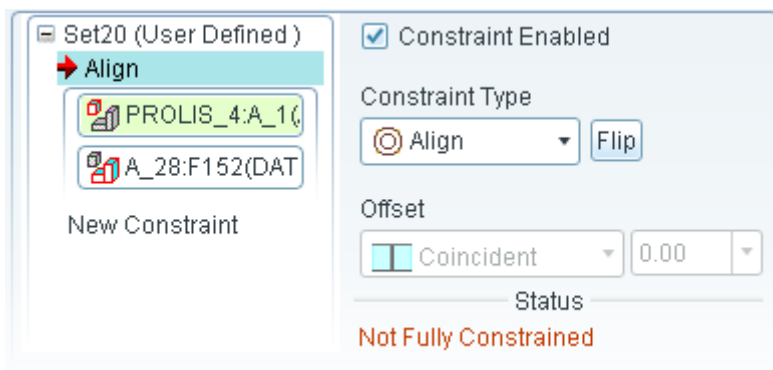 Set20 (User Defined )
Align
PROLIS_4:A_1(
A_28:F152(DAT
New Constraint
Constraint Enabled
Constraint Type
Align
Flip
Offset
Coincident
0.00
Status
Not Fully Constrained